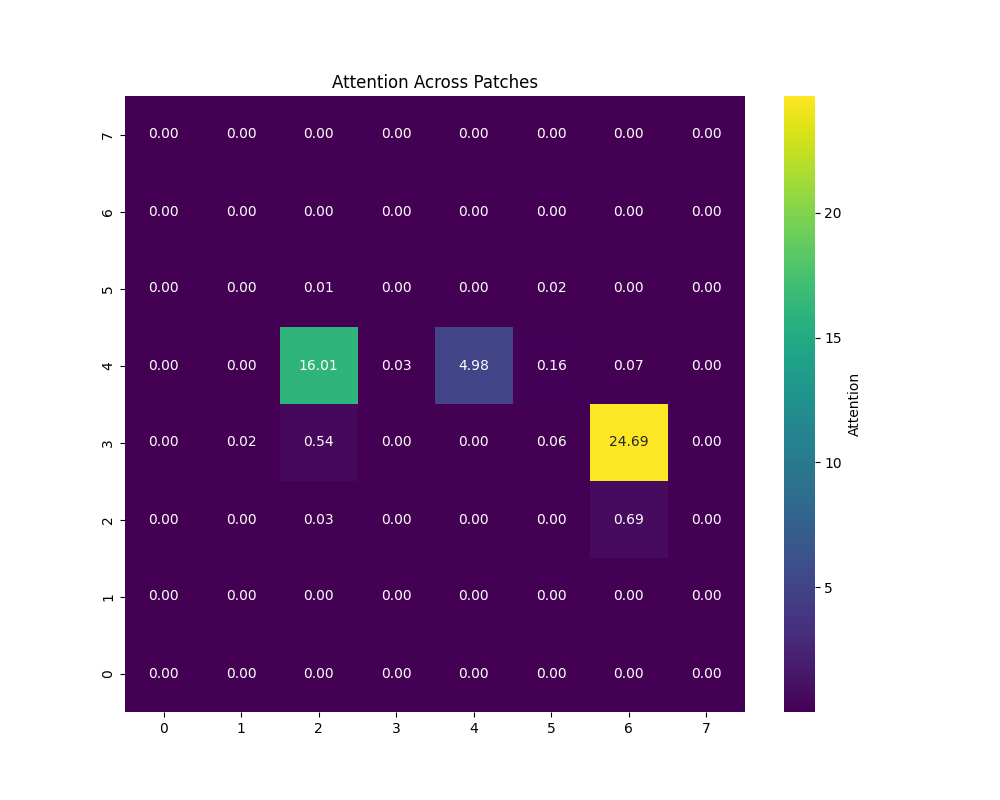 Attention Across Patches
7 0.00 0.00 0.00 0.00 0.00 0.00 0.00 0.00
6 0.00 0.00 0.00 0.00 0.00 0.00 0.00 0.00
5 0.00 0.00 0.01 0.00 0.00 0.02 0.00 0.00
4 0.00 0.00 16.01 0.03 4.98 0.16 0.07 0.00
3 0.00 0.02 0.54 0.00 0.00 0.06 24.69 0.00
2 0.00 0.00 0.03 0.00 0.00 0.00 0.69 0.00
1 0.00 0.00 0.00 0.00 0.00 0.00 0.00 0.00
0 0.00 0.00 0.00 0.00 0.00 0.00 0.00 0.00
0 1 2 3 4 5 6 7
20
15
10
5
Attention